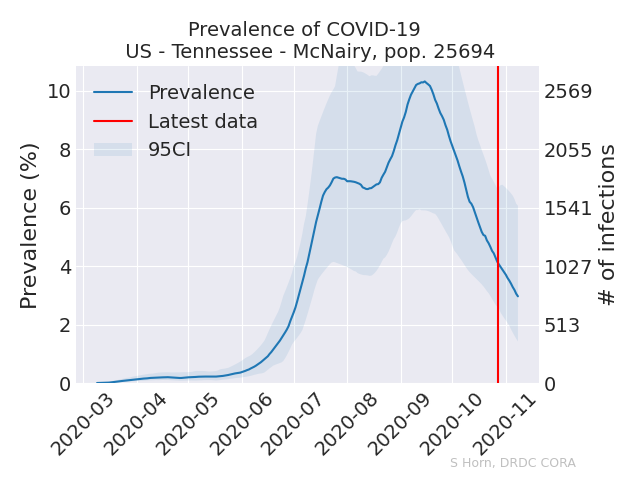 Prevalence of COVID-19
US - Tennessee - McNairy, pop. 25694
Prevalence (%)
10
8
6
4
2
0
Prevalence
Latest data
95CI
2569
2055
1541
1027
513
0
# of infections
2020-03
2020-04
2020-05
2020-06
2020-07
2020-08
2020-09
2020-10
2020-11
S Horn, DRDC CORA